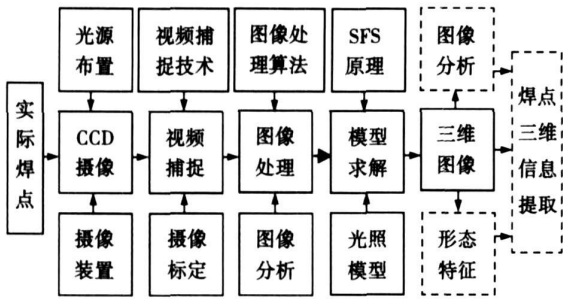 光源
布置
视频捕
捉技术
图像处
理算法
SFS
原理
图像
分析
实
际
焊
点
CCD
摄像
视频
捕捉
图像
处理
模型
求解
三维
图像
焊点
三维
信息
提取
摄像
装置
摄像
标定
图像
分析
光照
模型
形态
特征